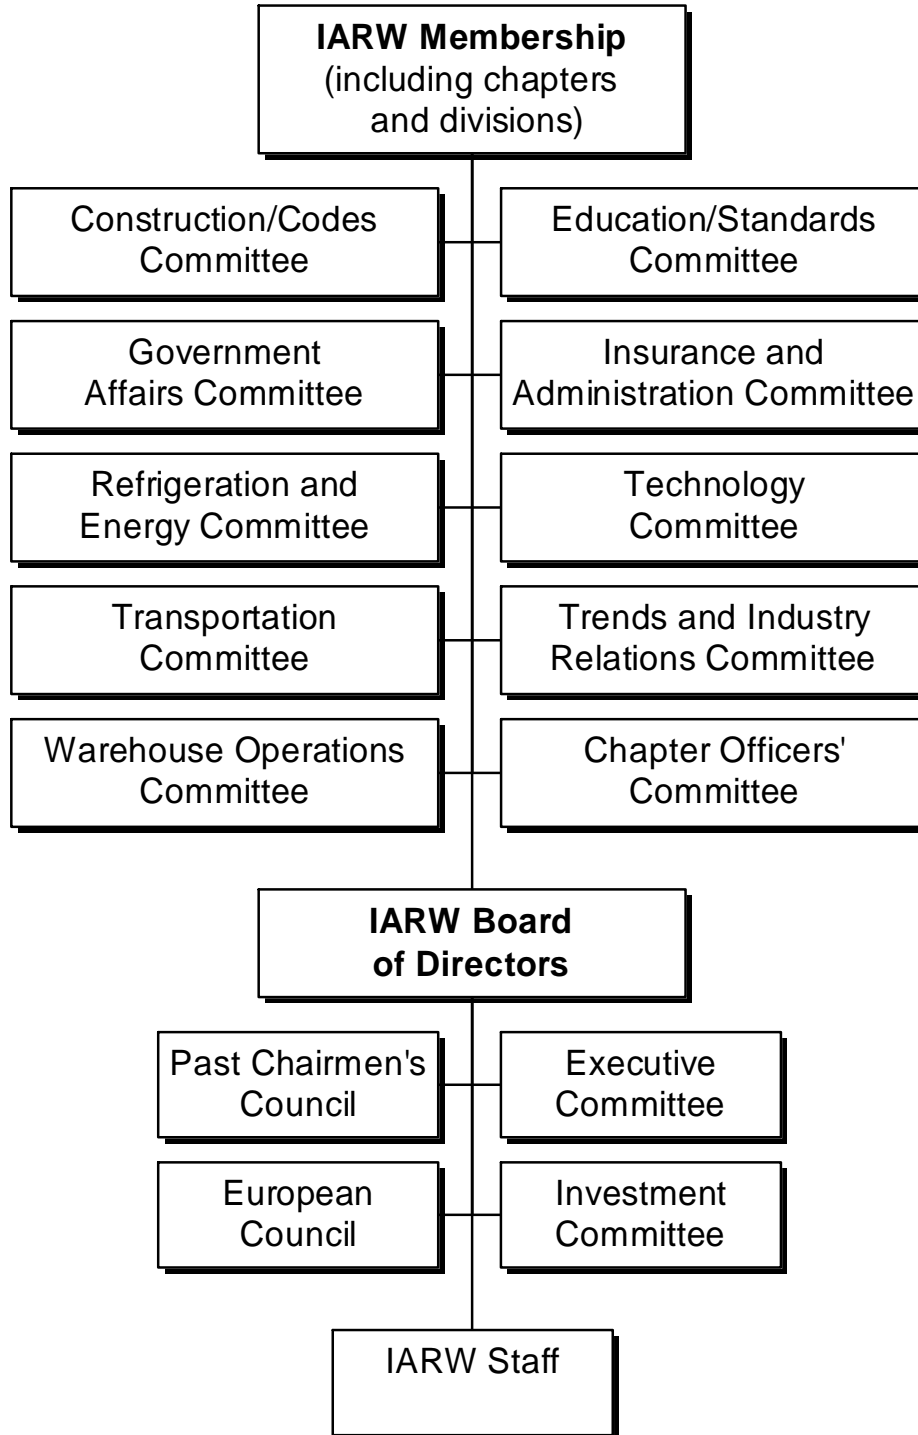 IARW Membership
(including chapters
and divisions)
Construction/Codes
Committee
Education/Standards
Committee
Government
Affairs Committee
Insurance and
Administration Committee
Refrigeration and
Energy Committee
Technology
Committee
Transportation
Committee
Trends and Industry
Relations Committee
Warehouse Operations
Committee
Chapter Officers'
Committee
IARW Board
of Directors
Past Chairmen's
Council
Executive
Committee
European
Council
Investment
Committee
IARW Staff